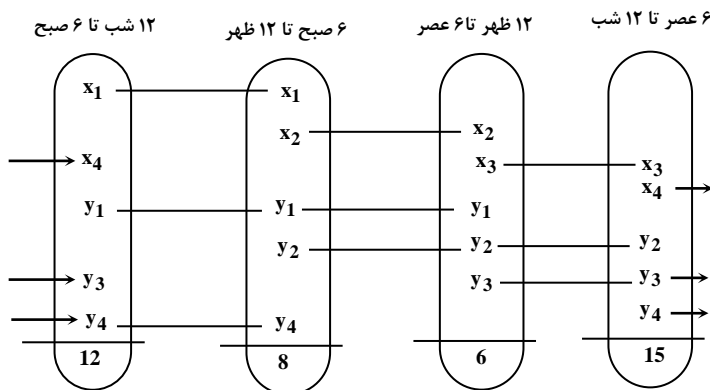 ۱۲ شب تا ۶ صبح
x1
x4
y1
y3
y4
12
۶ صبح تا ۱۲ ظهر
x1
x2
y1
y2
y4
8
۱۲ ظهر تا۶ عصر
x2
x3
y1
y2
y3
6
۶ عصر تا ۱۲ شب
x3
x4
y2
y3
y4
15